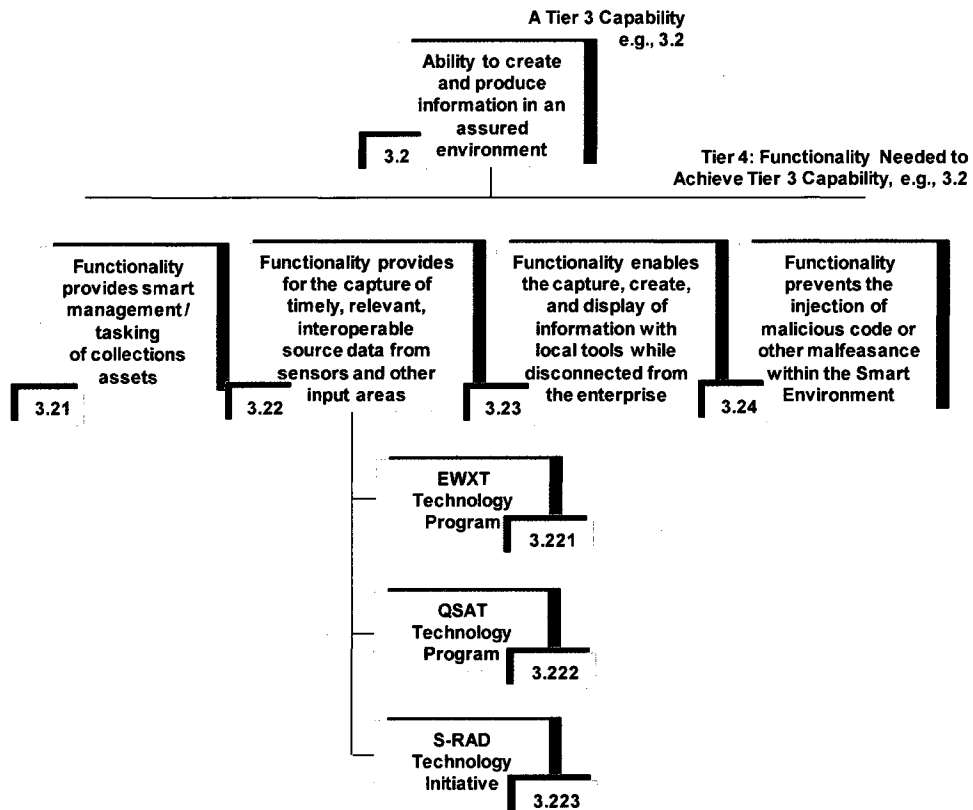 A Tier 3 Capability
e.g., 3.2
Ability to create
and produce
information in an
assured
environment
3.2
Tier 4: Functionality Needed to
Achieve Tier 3 Capability, e.g., 3.2
Functionality
provides smart
management/
tasking
of collections
assets
3.21
Functionality provides
for the capture of
timely, relevant,
interoperable
source data from
sensors and other
input areas
3.22
Functionality enables
the capture, create,
and display of
information with
local tools while
disconnected from
the enterprise
3.23
Functionality
prevents the
injection of
malicious code or
other malfeasance
within the Smart
Environment
3.24
EWXT
Technology
Program
3.221
QSAT
Technology
Program
3.222
S-RAD
Technology
Initiative
3.223